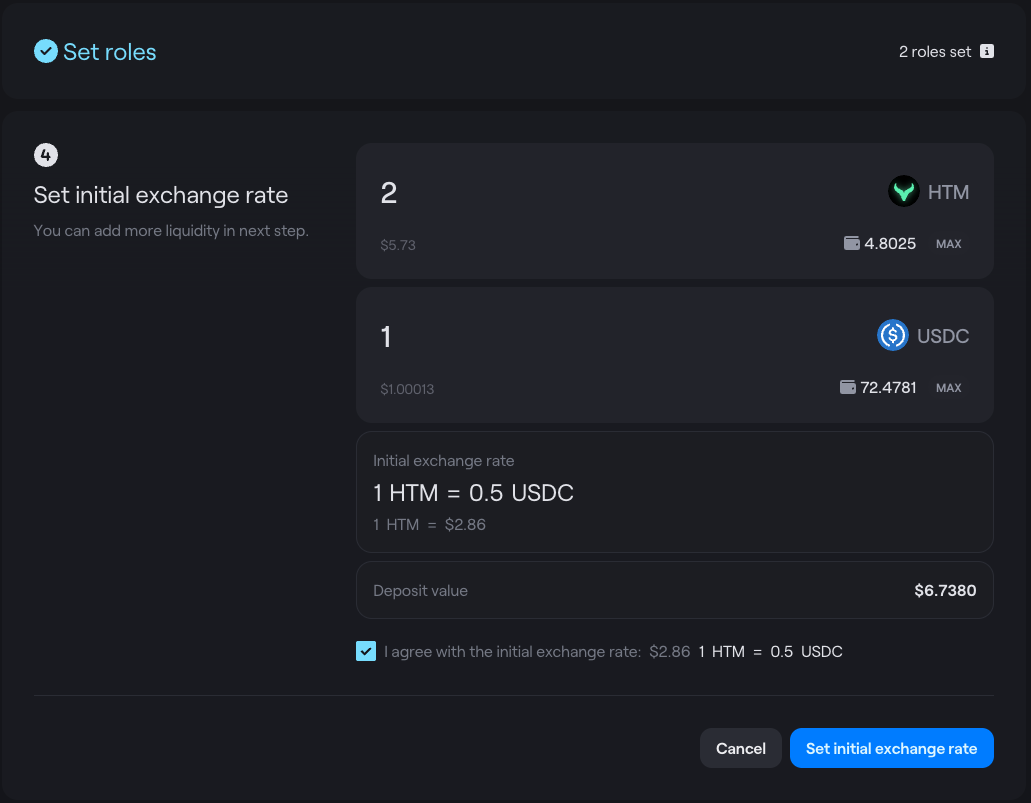 Set roles
2 roles set
4
Set initial exchange rate
You can add more liquidity in next step.
2
HTM
$5.73
4.8025 MAX
1
USDC
$1.00013
72.4781 MAX
Initial exchange rate
1 HTM = 0.5 USDC
1 HTM = $2.86
Deposit value
$6.7380
I agree with the initial exchange rate: $2.86 1 HTM = 0.5 USDC
Cancel
Set initial exchange rate